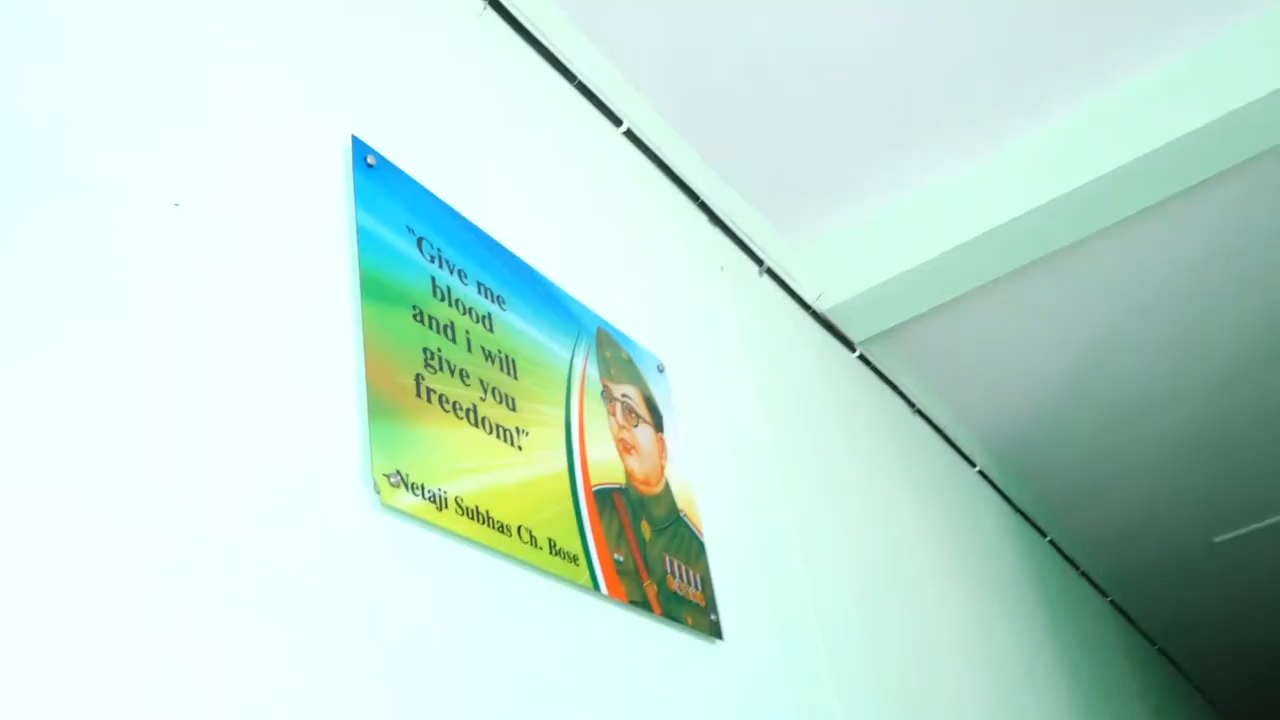 "Give me
blood
and i will
give you
freedom!"
Netaji Subhas Ch. Bose